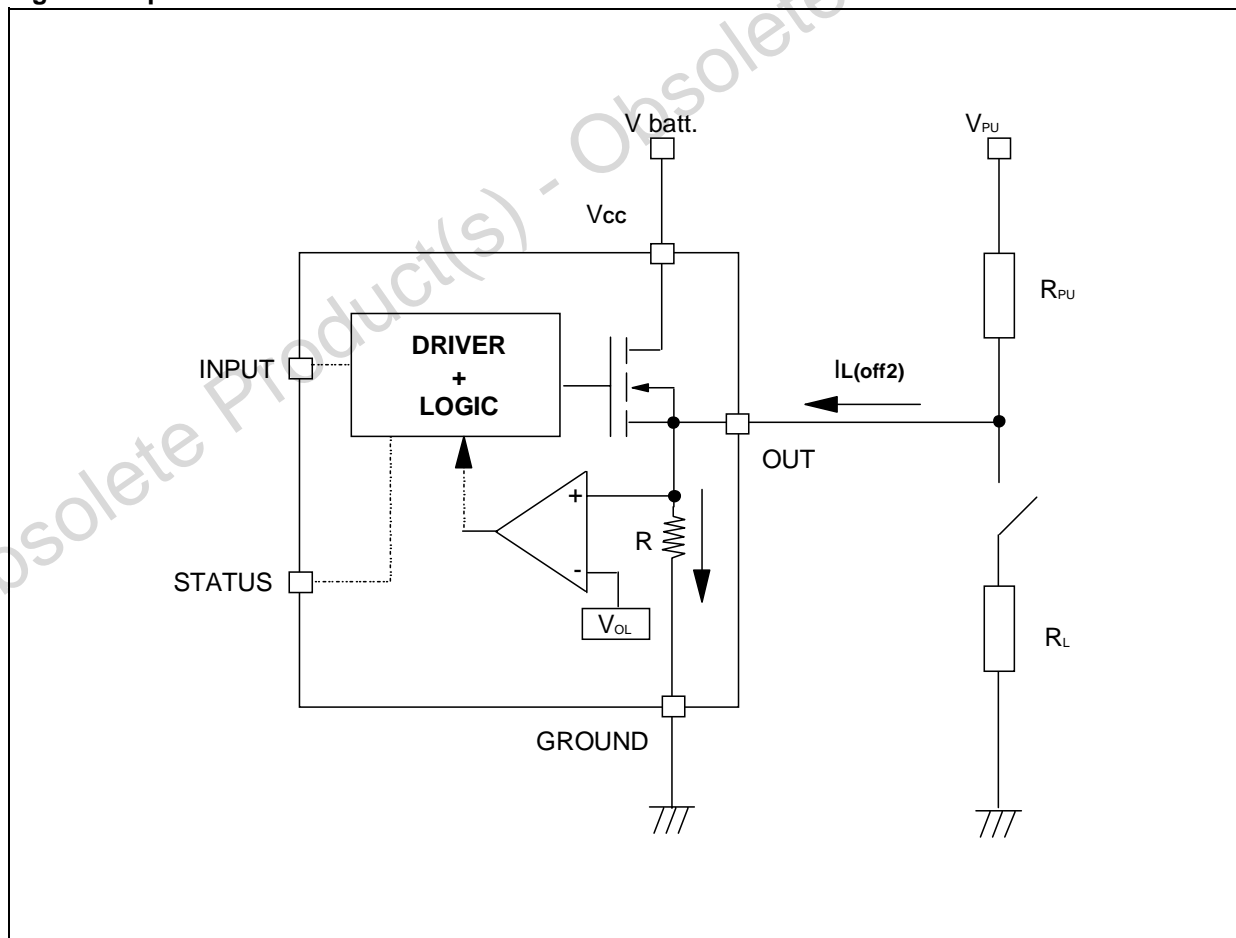 Obsolete Product(s) - Obsolete
V batt.
VPU
Vcc
RPU
DRIVER
+
LOGIC
INPUT
IL(off2)
OUT
+
R
-
STATUS
VOL
RL
GROUND